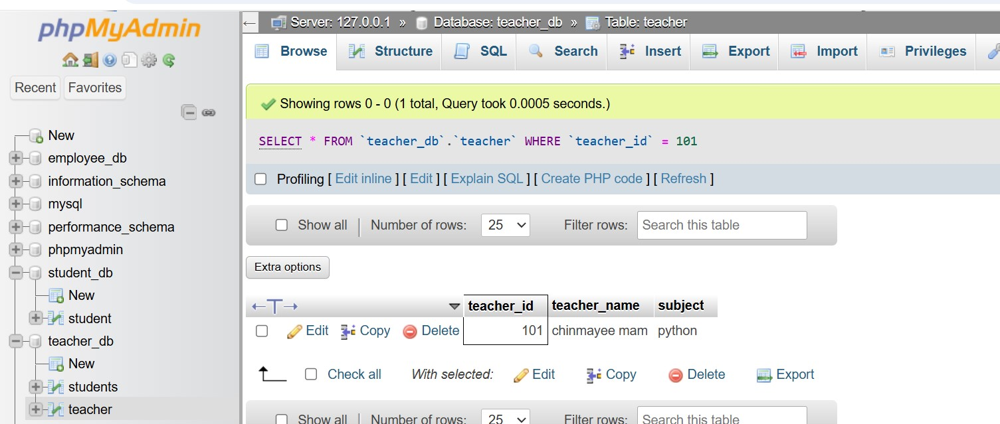 phpMyAdmin
Recent Favorites
New
employee_db
information_schema
mysql
performance_schema
phpmyadmin
student_db
New
student
teacher_db
New
students
teacher
Server: 127.0.0.1 » Database: teacher_db » Table: teacher
Browse Structure SQL Search Insert Export Import Privileges
Showing rows 0 - 0 (1 total, Query took 0.0005 seconds.)
SELECT * FROM `teacher_db`.`teacher` WHERE `teacher_id` = 101
Profiling [ Edit inline ] [ Edit ] [ Explain SQL ] [ Create PHP code ] [ Refresh ]
Show all | Number of rows: 25 Filter rows: Search this table
Extra options
←T→ teacher_id teacher_name subject
Edit Copy Delete 101 chinmayee mam python
Check all With selected: Edit Copy Delete Export
Show all | Number of rows: 25 Filter rows: Search this table